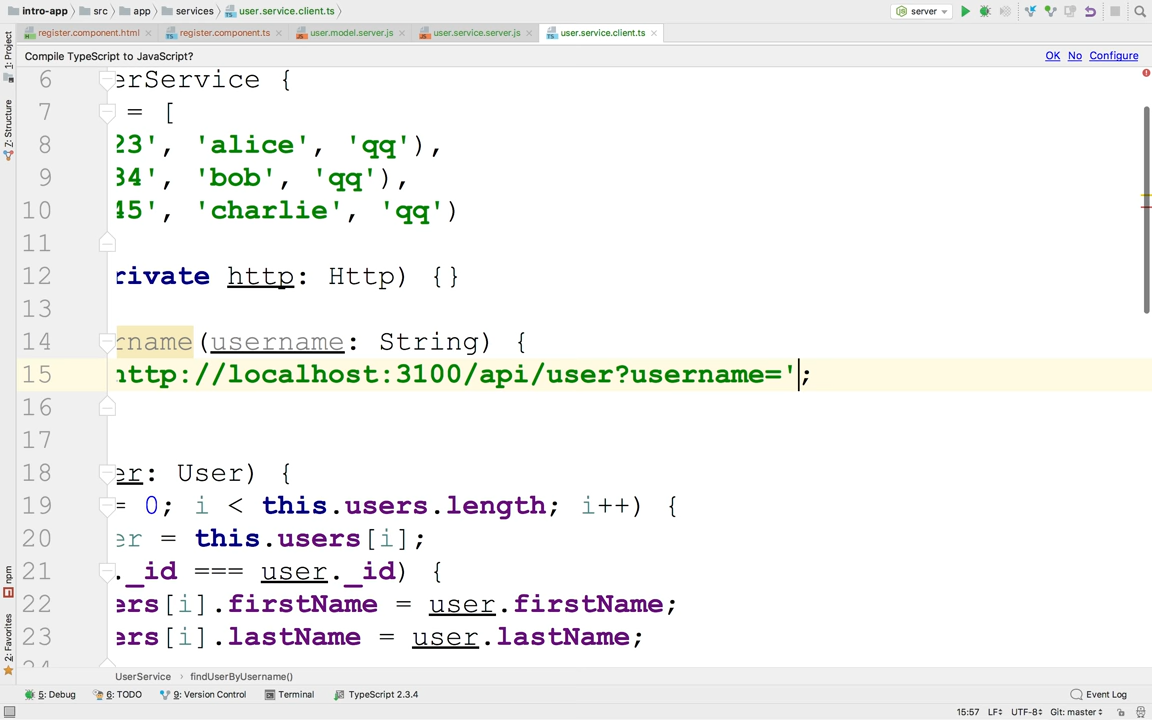 intro-app src app services user.service.client.ts server
register.component.html register.component.ts user.model.server.js user.service.server.js user.service.client.ts
Compile TypeScript to JavaScript? OK No Configure
6 erService {
7 = [
8 23', 'alice', 'qq'),
9 34', 'bob', 'qq'),
10 45', 'charlie', 'qq')
11
12 rivate http: Http) {}
13
14 rname(username: String) {
15 http://localhost:3100/api/user?username=';
16
17
18 er: User) {
19 = 0; i < this.users.length; i++) {
20 er = this.users[i];
21 ._id === user._id) {
22 ers[i].firstName = user.firstName;
23 ers[i].lastName = user.lastName;
24
1: Project
7: Structure
npm
2: Favorites
UserService findUserByUsername()
5: Debug 6: TODO 9: Version Control Terminal TypeScript 2.3.4 Event Log
15:57 LF UTF-8 Git: master